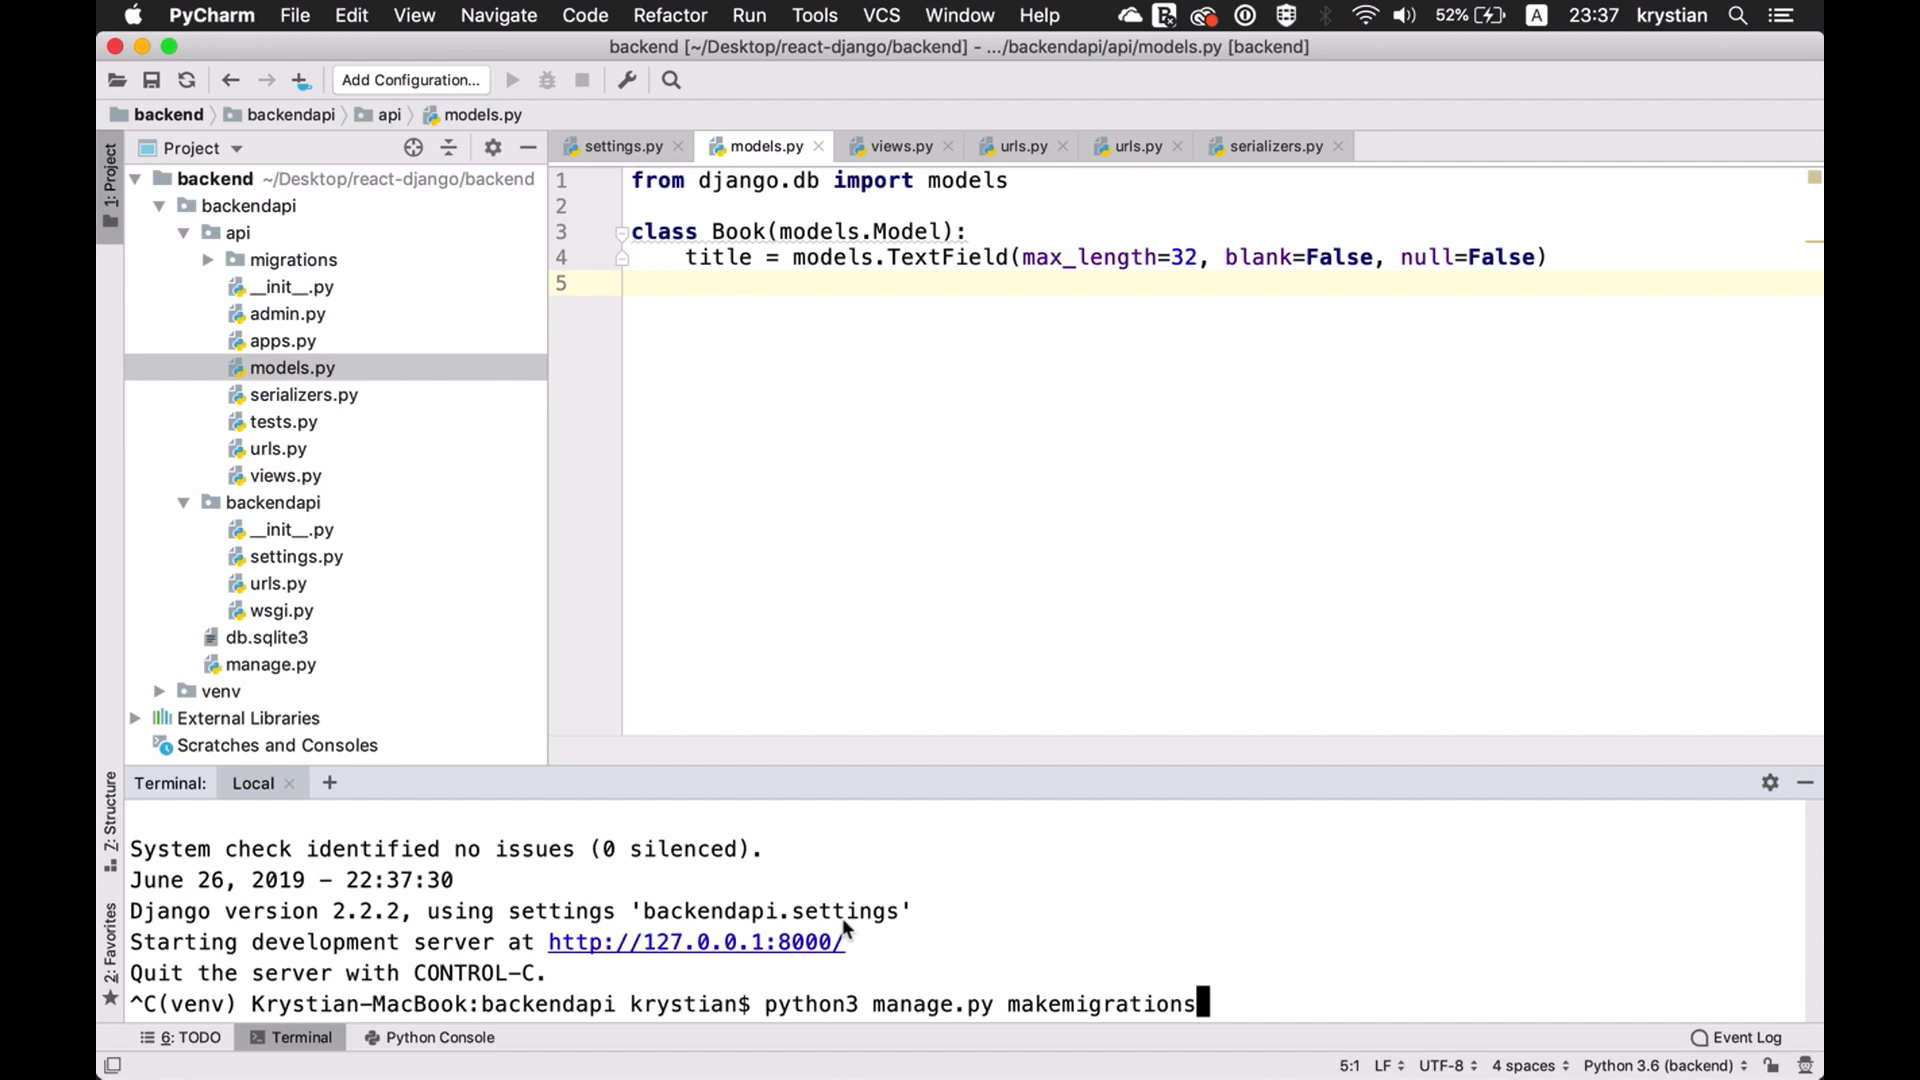 PyCharm File Edit View Navigate Code Refactor Run Tools VCS Window Help 52% A 23:37 krystian
backend [~/Desktop/react-django/backend] - .../backendapi/api/models.py [backend]
Add Configuration...
backend backendapi api models.py
1: Project
Project
settings.py models.py views.py urls.py urls.py serializers.py
backend ~/Desktop/react-django/backend
backendapi
api
migrations
__init__.py
admin.py
apps.py
models.py
serializers.py
tests.py
urls.py
views.py
backendapi
__init__.py
settings.py
urls.py
wsgi.py
db.sqlite3
manage.py
venv
External Libraries
Scratches and Consoles
1 from django.db import models
2
3 class Book(models.Model):
4 title = models.TextField(max_length=32, blank=False, null=False)
5
Z: Structure
2: Favorites
Terminal: Local +
System check identified no issues (0 silenced).
June 26, 2019 - 22:37:30
Django version 2.2.2, using settings 'backendapi.settings'
Starting development server at http://127.0.0.1:8000/
Quit the server with CONTROL-C.
^C(venv) Krystian-MacBook:backendapi krystian$ python3 manage.py makemigrations
6: TODO Terminal Python Console Event Log
5:1 LF UTF-8 4 spaces Python 3.6 (backend)